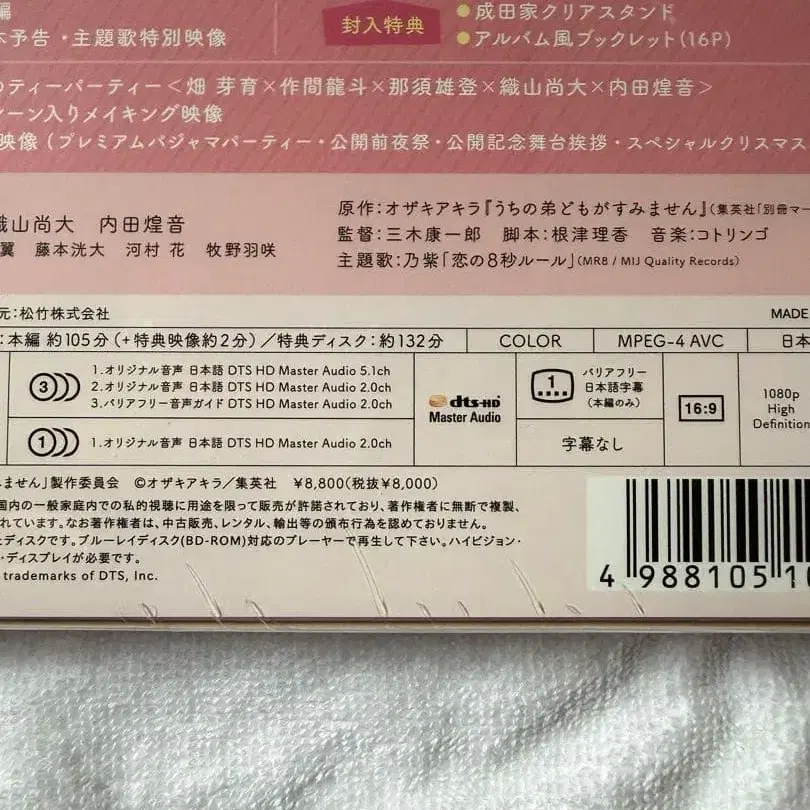 編
予告・主題歌特別映像
封入特典
●成田家クリアスタンド
●アルバム風ブックレット(16P)
ティーパーティー＜畑 芽育×作間龍斗×那須雄登×織山尚大×内田煌音＞
シーン入りメイキング映像
映像（プレミアムパジャマパーティー・公開前夜祭・公開記念舞台挨拶・スペシャルクリスマス
織山尚大 内田煌音
翼 藤本洸大 河村 花 牧野羽咲
原作：オザキアキラ『うちの弟どもがすみません』（集英社「別冊マー
監督：三木康一郎 脚本：根津理香 音楽：コトリンゴ
主題歌：乃紫「恋の8秒ルール」(MR8 / MIJ Quality Records)
元：松竹株式会社
MADE
：本編 約105分（+特典映像約2分）／特典ディスク：約132分
COLOR
MPEG-4 AVC
日本
3
1.オリジナル音声 日本語 DTS HD Master Audio 5.1ch
2.オリジナル音声 日本語 DTS HD Master Audio 2.0ch
3.バリアフリー音声ガイド DTS HD Master Audio 2.0ch
1
1.オリジナル音声 日本語 DTS HD Master Audio 2.0ch
dts-HD
Master Audio
1
バリアフリー
日本語字幕
（本編のみ）
字幕なし
16:9
1080p
High
Definition
ません」製作委員会 ©オザキアキラ／集英社 ￥8,800(税抜￥8,000)
国内の一般家庭内での私的視聴に用途を限って販売が許諾されており、著作権者に無断で複製、
れています。なお著作権者は、中古販売、レンタル、輸出等の頒布行為を認めておりません。
ディスクです。ブルーレイディスク(BD-ROM)対応のプレーヤーで再生して下さい。ハイビジョン・
・ディスプレイが必要です。
trademarks of DTS, Inc.
4 988105 10